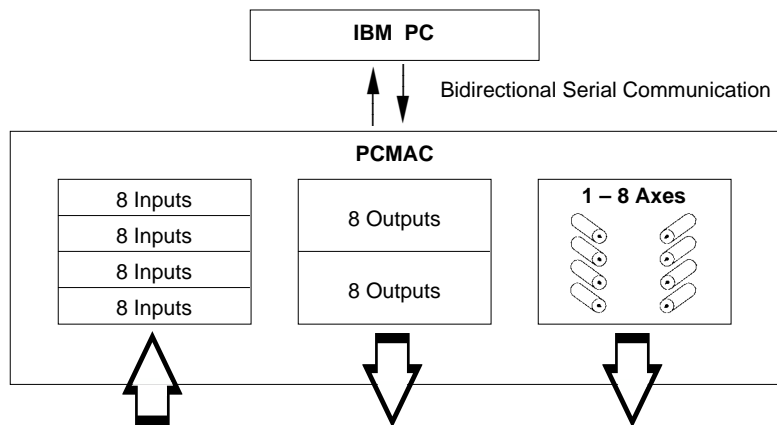 IBM PC
Bidirectional Serial Communication
PCMAC
8 Inputs
8 Inputs
8 Inputs
8 Inputs
8 Outputs
8 Outputs
1 – 8 Axes